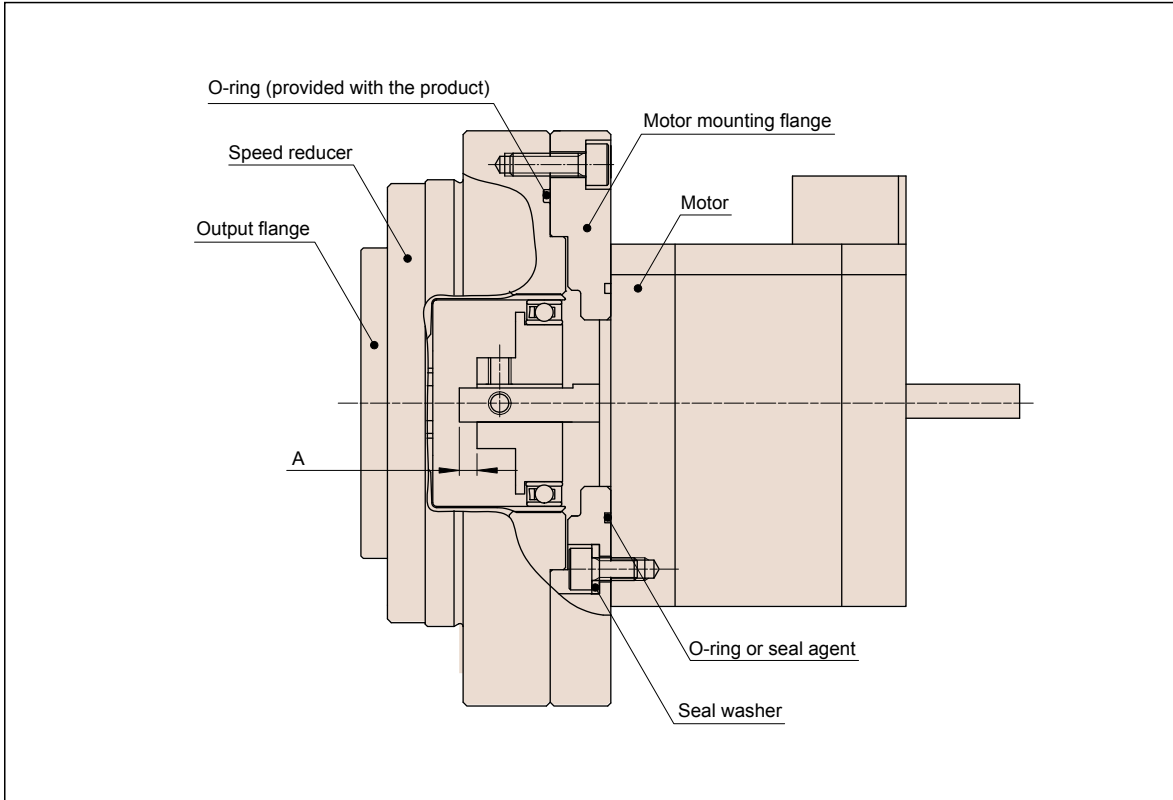 O-ring (provided with the product)
Motor mounting flange
Speed reducer
Motor
Output flange
A
O-ring or seal agent
Seal washer